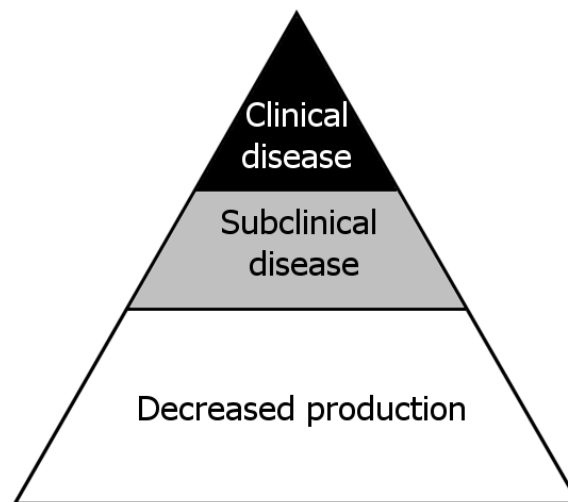 Clinical
disease
Subclinical
disease
Decreased production